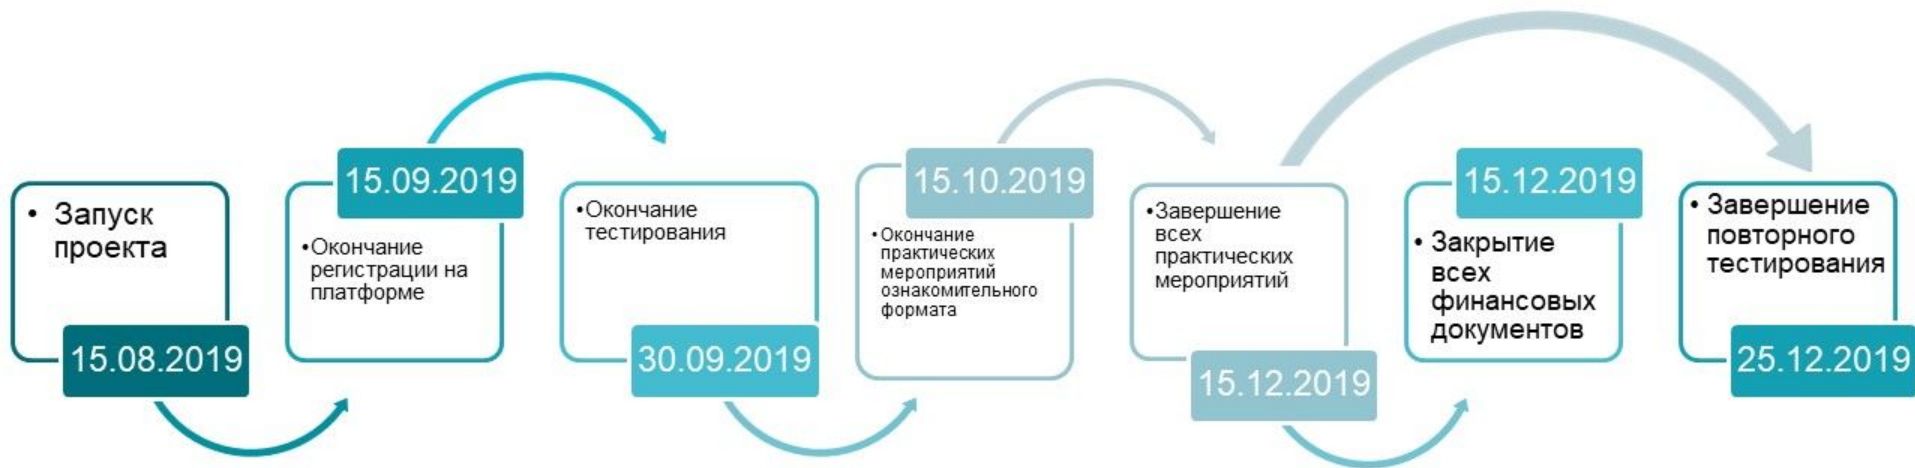 • Запуск
проекта
15.08.2019
15.09.2019
•Окончание
регистрации на
платформе
•Окончание
тестирования
30.09.2019
15.10.2019
•Окончание
практических
мероприятий
ознакомительного
формата
•Завершение
всех
практических
мероприятий
15.12.2019
15.12.2019
• Закрытие
всех
финансовых
документов
• Завершение
повторного
тестирования
25.12.2019